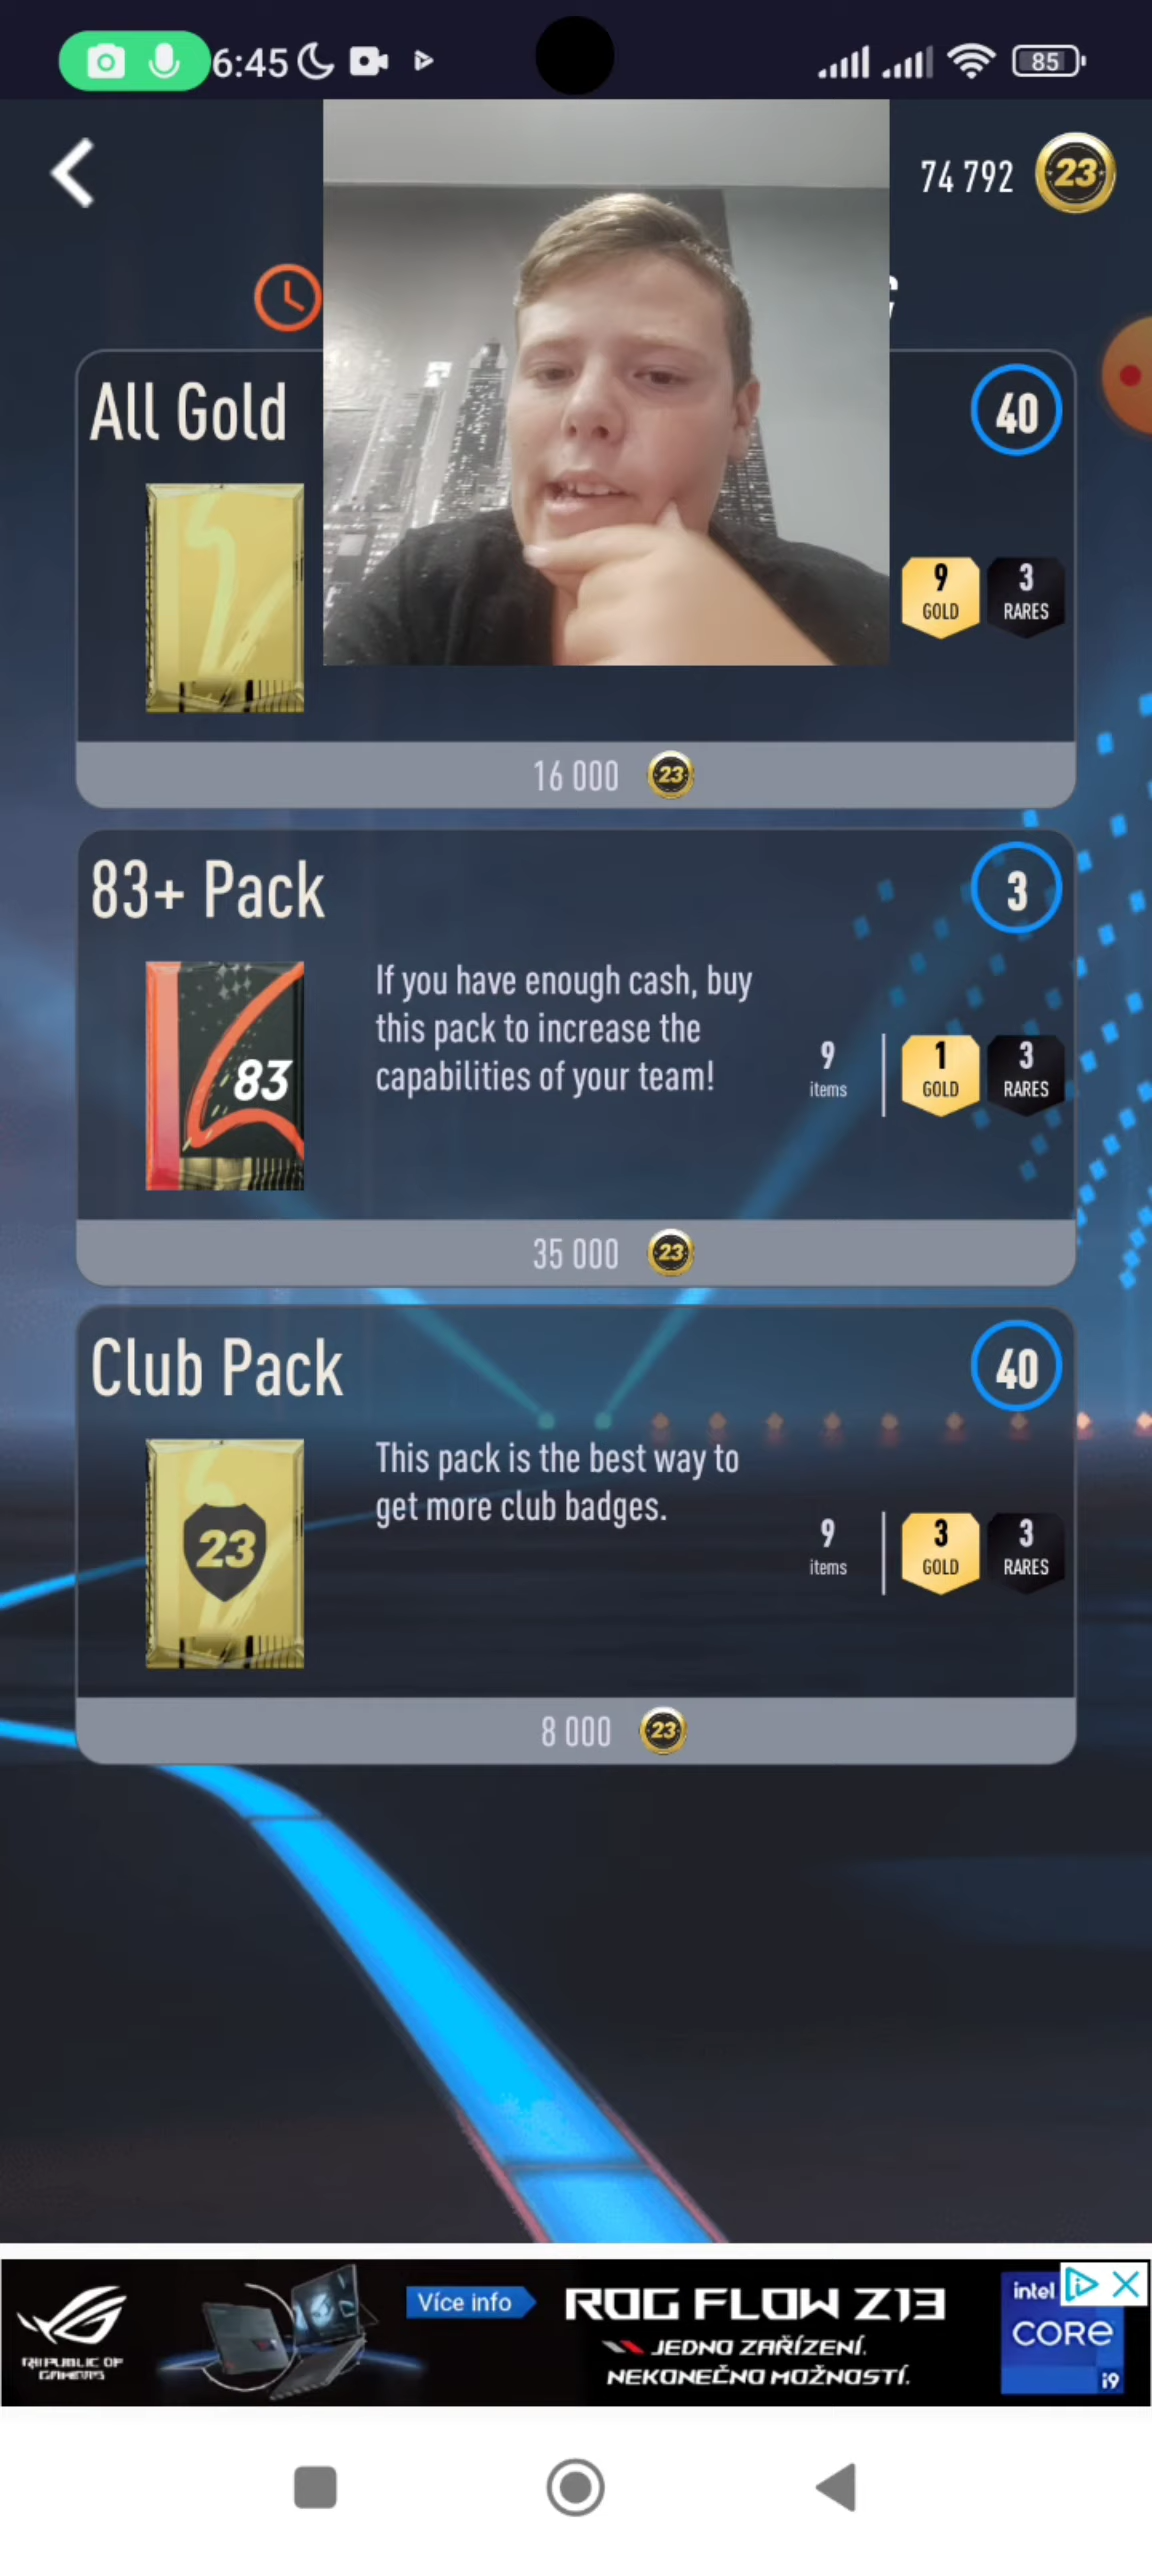 6:45
85
74 792
23
All Gold
40
9
GOLD
3
RARES
16 000
23
83+ Pack
3
83
If you have enough cash, buy
this pack to increase the
capabilities of your team!
9
items
1
GOLD
3
RARES
35 000
23
Club Pack
40
23
This pack is the best way to
get more club badges.
9
items
3
GOLD
3
RARES
8 000
23
REPUBLIC OF
GAMERS
Více info
ROG FLOW Z13
JEDNO ZAŘÍZENÍ.
NEKONEČNO MOŽNOSTÍ.
intel
CORE
i9